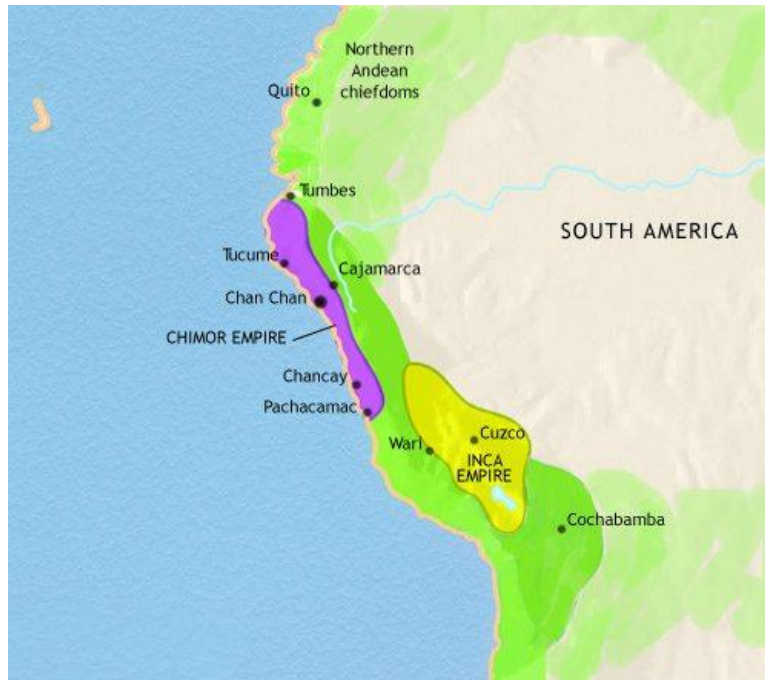 Northern
Andean
chiefdoms
Quito
Tumbes
SOUTH AMERICA
Tucume
Cajamarca
Chan Chan
CHIMOR EMPIRE
Chancay
Pachacamac
Cuzco
Wari
INCA
EMPIRE
Cochabamba